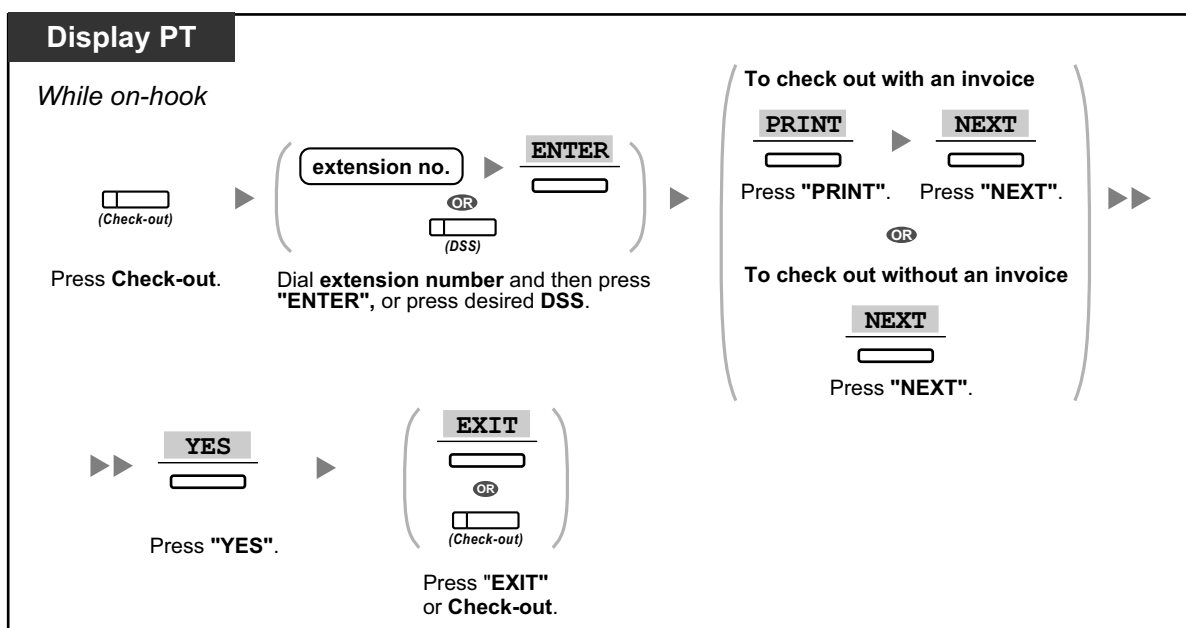 Display PT
While on-hook
(Check-out)
Press Check-out.
extension no.
ENTER
OR
(DSS)
Dial extension number and then press
"ENTER", or press desired DSS.
To check out with an invoice
PRINT
NEXT
Press "PRINT".
Press "NEXT".
OR
To check out without an invoice
NEXT
Press "NEXT".
YES
Press "YES".
EXIT
OR
(Check-out)
Press "EXIT"
or Check-out.